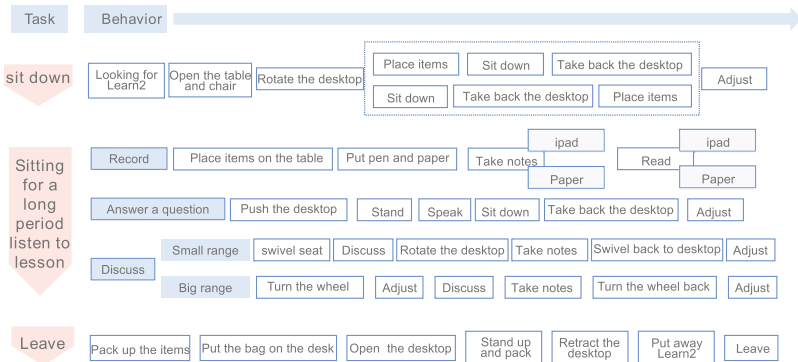 Task
Behavior
sit down
Looking for
Learn2
Open the table
and chair
Rotate the desktop
Place items
Sit down
Take back the desktop
Sit down
Take back the desktop
Place items
Adjust
Sitting
for a
long
period
listen to
lesson
Record
Place items on the table
Put pen and paper
Take notes
ipad
Paper
Read
ipad
Paper
Answer a question
Push the desktop
Stand
Speak
Sit down
Take back the desktop
Adjust
Discuss
Small range
swivel seat
Discuss
Rotate the desktop
Take notes
Swivel back to desktop
Adjust
Big range
Turn the wheel
Adjust
Discuss
Take notes
Turn the wheel back
Adjust
Leave
Pack up the items
Put the bag on the desk
Open the desktop
Stand up
and pack
Retract the
desktop
Put away
Learn2
Leave